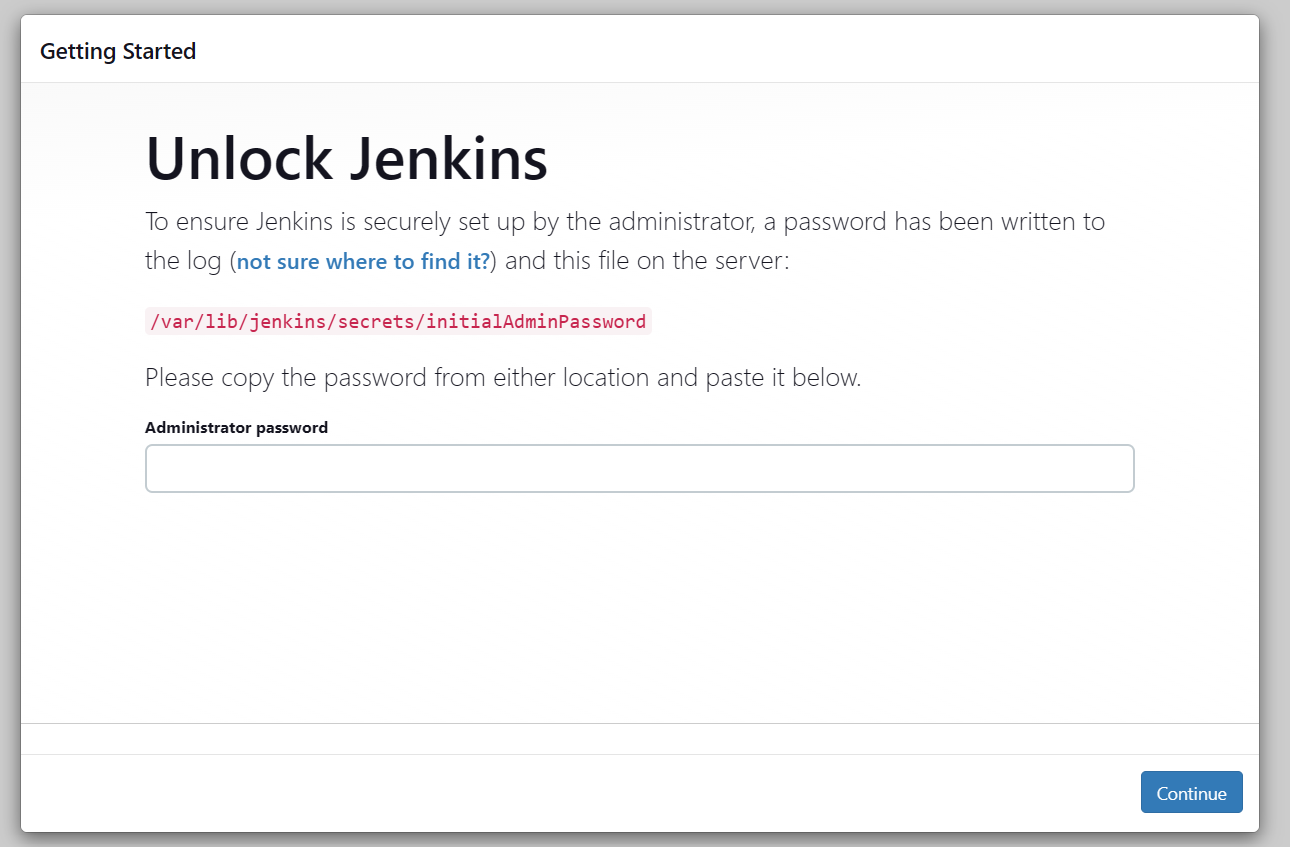 Getting Started
Unlock Jenkins
To ensure Jenkins is securely set up by the administrator, a password has been written to
the log (not sure where to find it?) and this file on the server:
/var/lib/jenkins/secrets/initialAdminPassword
Please copy the password from either location and paste it below.
Administrator password
Continue